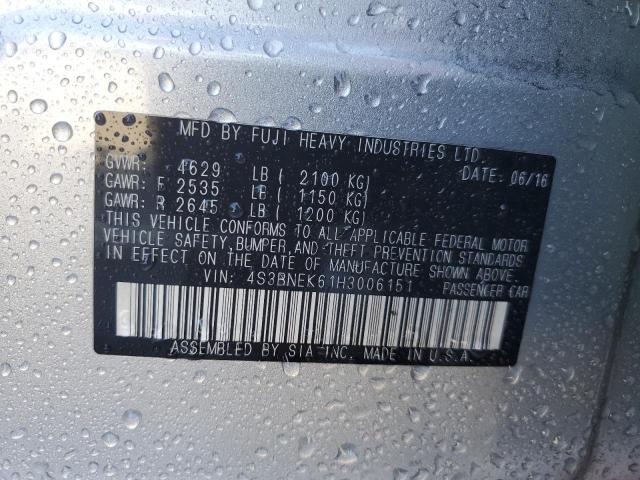 MFD BY FUJI HEAVY INDUSTRIES LTD.
GVWR: 4629 LB ( 2100 KG) DATE: 06/16
GAWR: F 2535 LB ( 1150 KG)
GAWR: R 2645 LB ( 1200 KG)
THIS VEHICLE CONFORMS TO ALL APPLICABLE FEDERAL MOTOR
VEHICLE SAFETY, BUMPER, AND THEFT PREVENTION STANDARDS
IN EFFECT ON THE DATE OF MANUFACTURE SHOWN ABOVE.
VIN: 4S3BNEK61H3006151 PASSENGER CAR
ASSEMBLED BY SIA INC. MADE IN U.S.A.